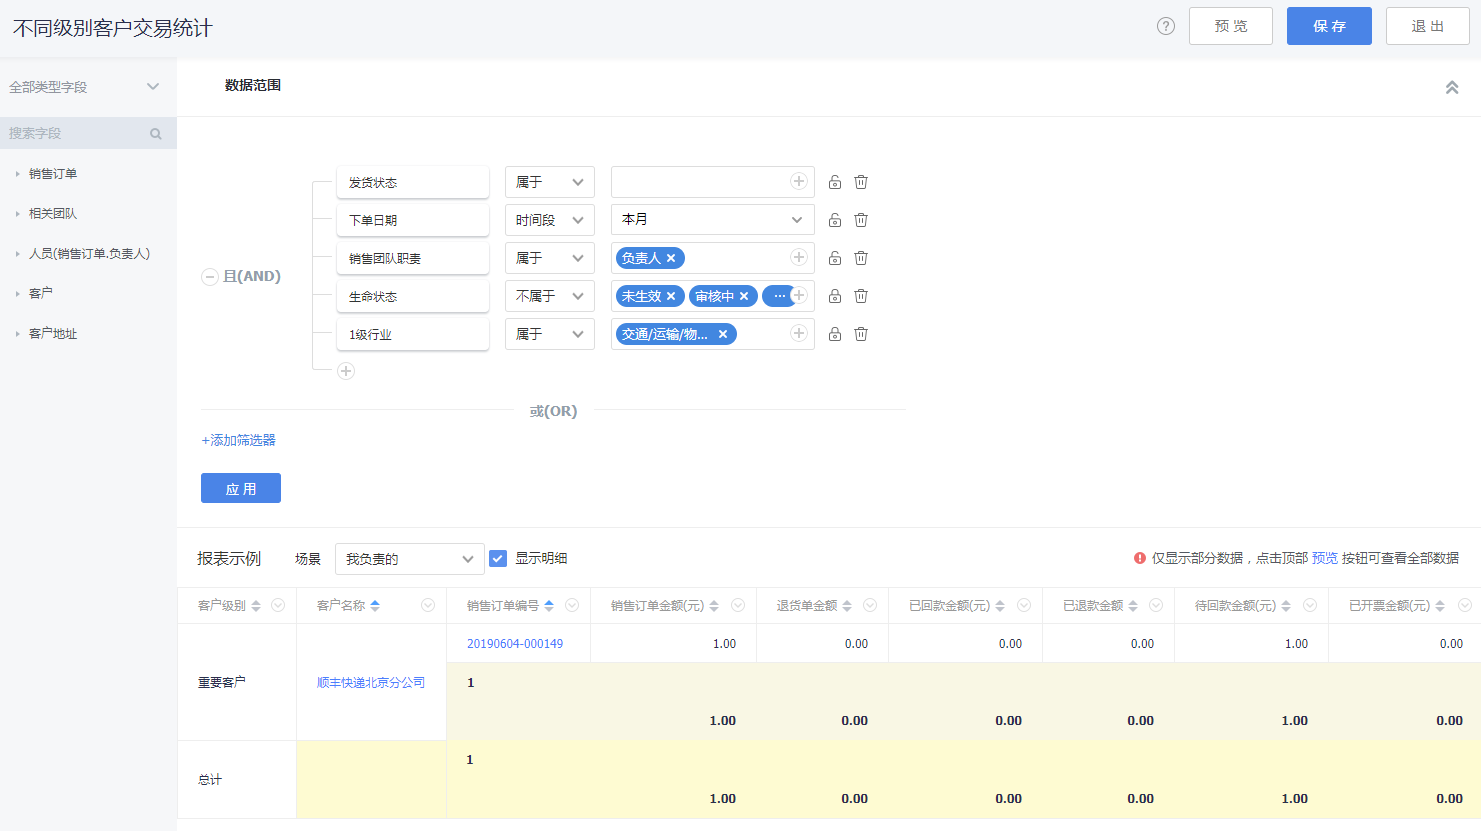 不同级别客户交易统计
预 览
保 存
退 出
全部类型字段
数据范围
搜索字段
销售订单
相关团队
人员(销售订单.负责人)
客户
客户地址
且(AND)
发货状态 属于
下单日期 时间段 本月
销售团队职责 属于 负责人
生命状态 不属于 未生效 审核中 ...
1级行业 属于 交通/运输/物...
或(OR)
+添加筛选器
应 用
报表示例 场景 我负责的 显示明细 仅显示部分数据，点击顶部 预览 按钮可查看全部数据
客户级别 客户名称 销售订单编号 销售订单金额(元) 退货单金额 已回款金额(元) 已退款金额 待回款金额(元) 已开票金额(元)
20190604-000149 1.00 0.00 0.00 0.00 1.00 0.00
重要客户 顺丰快递北京分公司 1
1.00 0.00 0.00 0.00 1.00 0.00
总计 1
1.00 0.00 0.00 0.00 1.00 0.00